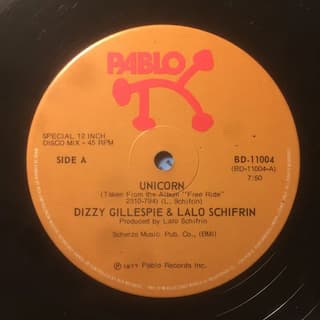 PABLO
SPECIAL 12 INCH
DISCO MIX - 45 RPM
SIDE A
BD-11004
(BD-11004-A)
7:50
UNICORN
(Taken From the Album "Free Ride"
2310-794) (L. Schifrin)
DIZZY GILLESPIE & LALO SCHIFRIN
Produced by Lalo Schifrin
Scherzo Music. Pub. Co., (BMI)
© 1977 Pablo Records Inc.